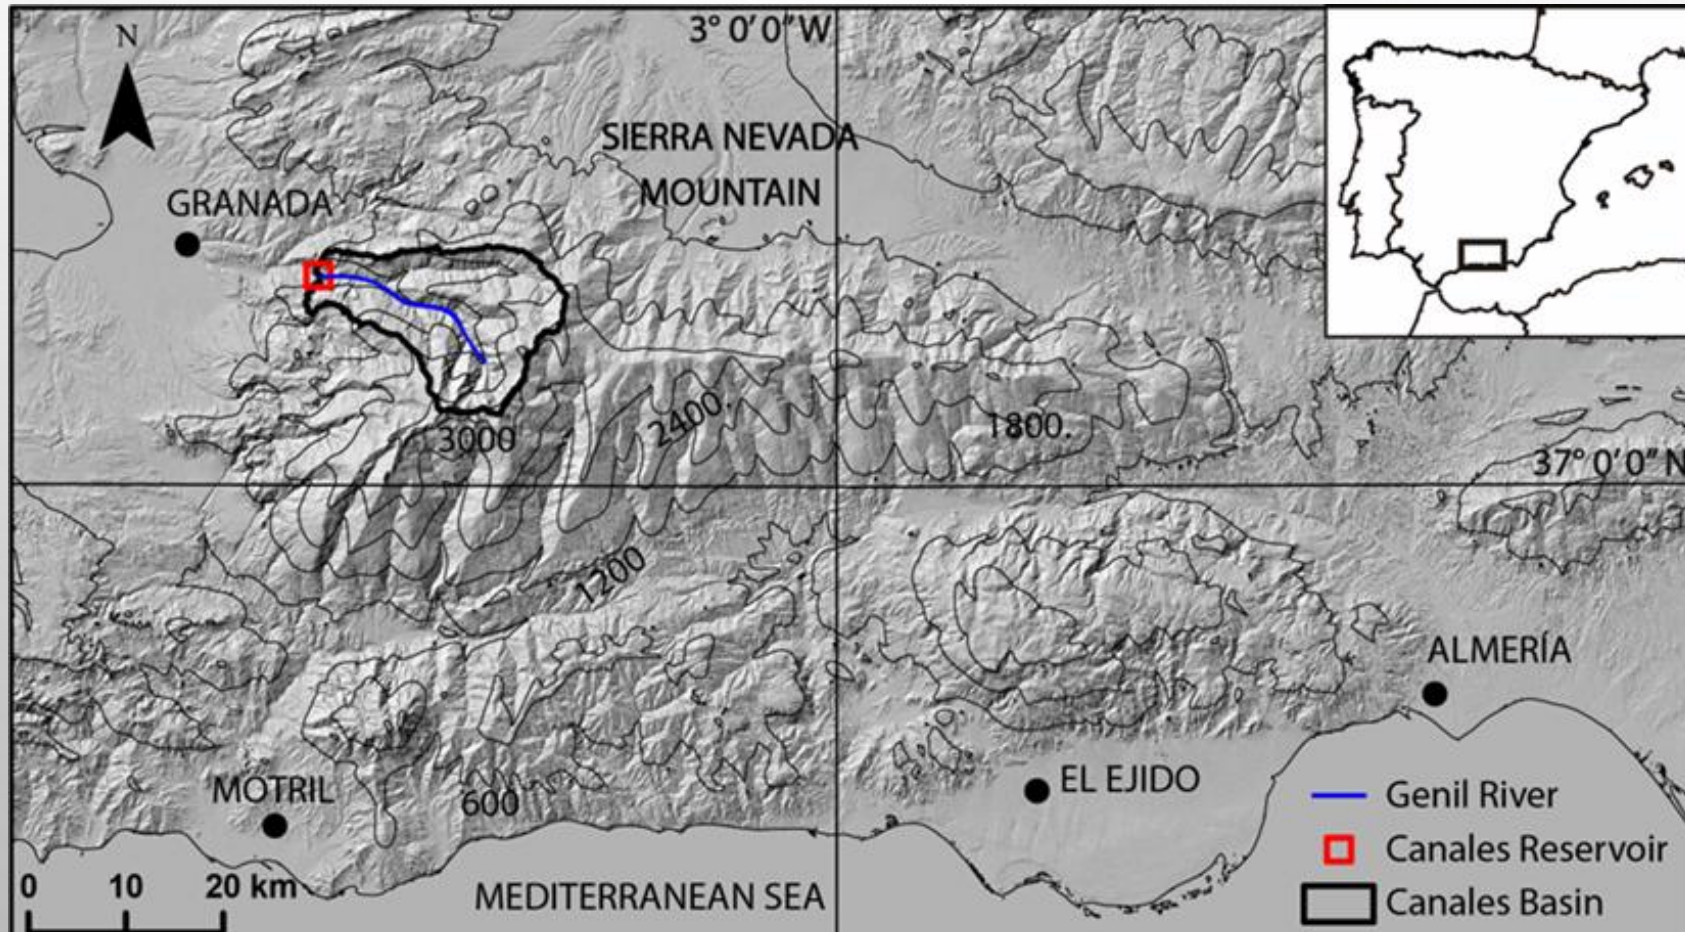 N
3° 0' 0" W
SIERRA NEVADA
MOUNTAIN
GRANADA
3000
2400.
1800.
37° 0' 0" N
1200
ALMERÍA
MOTRIL
600
EL EJIDO
Genil River
Canales Reservoir
Canales Basin
0 10 20 km
MEDITERRANEAN SEA